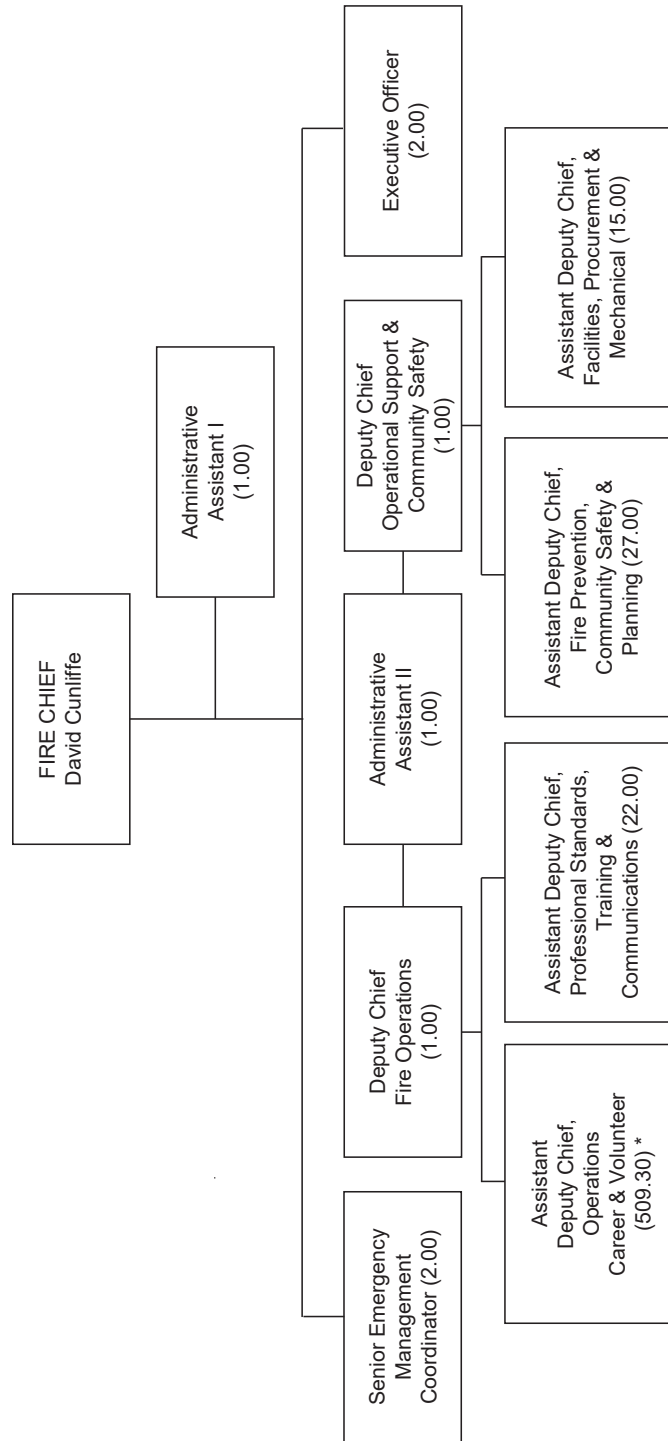 FIRE CHIEF
David Cunliffe
Administrative
Assistant I
(1.00)
Senior Emergency
Management
Coordinator (2.00)
Deputy Chief
Fire Operations
(1.00)
Administrative
Assistant II
(1.00)
Deputy Chief
Operational Support &
Community Safety
(1.00)
Executive Officer
(2.00)
Assistant
Deputy Chief,
Operations
Career & Volunteer
(509.30) *
Assistant Deputy Chief,
Professional Standards,
Training &
Communications (22.00)
Assistant Deputy Chief,
Fire Prevention,
Community Safety &
Planning (27.00)
Assistant Deputy Chief,
Facilities, Procurement &
Mechanical (15.00)